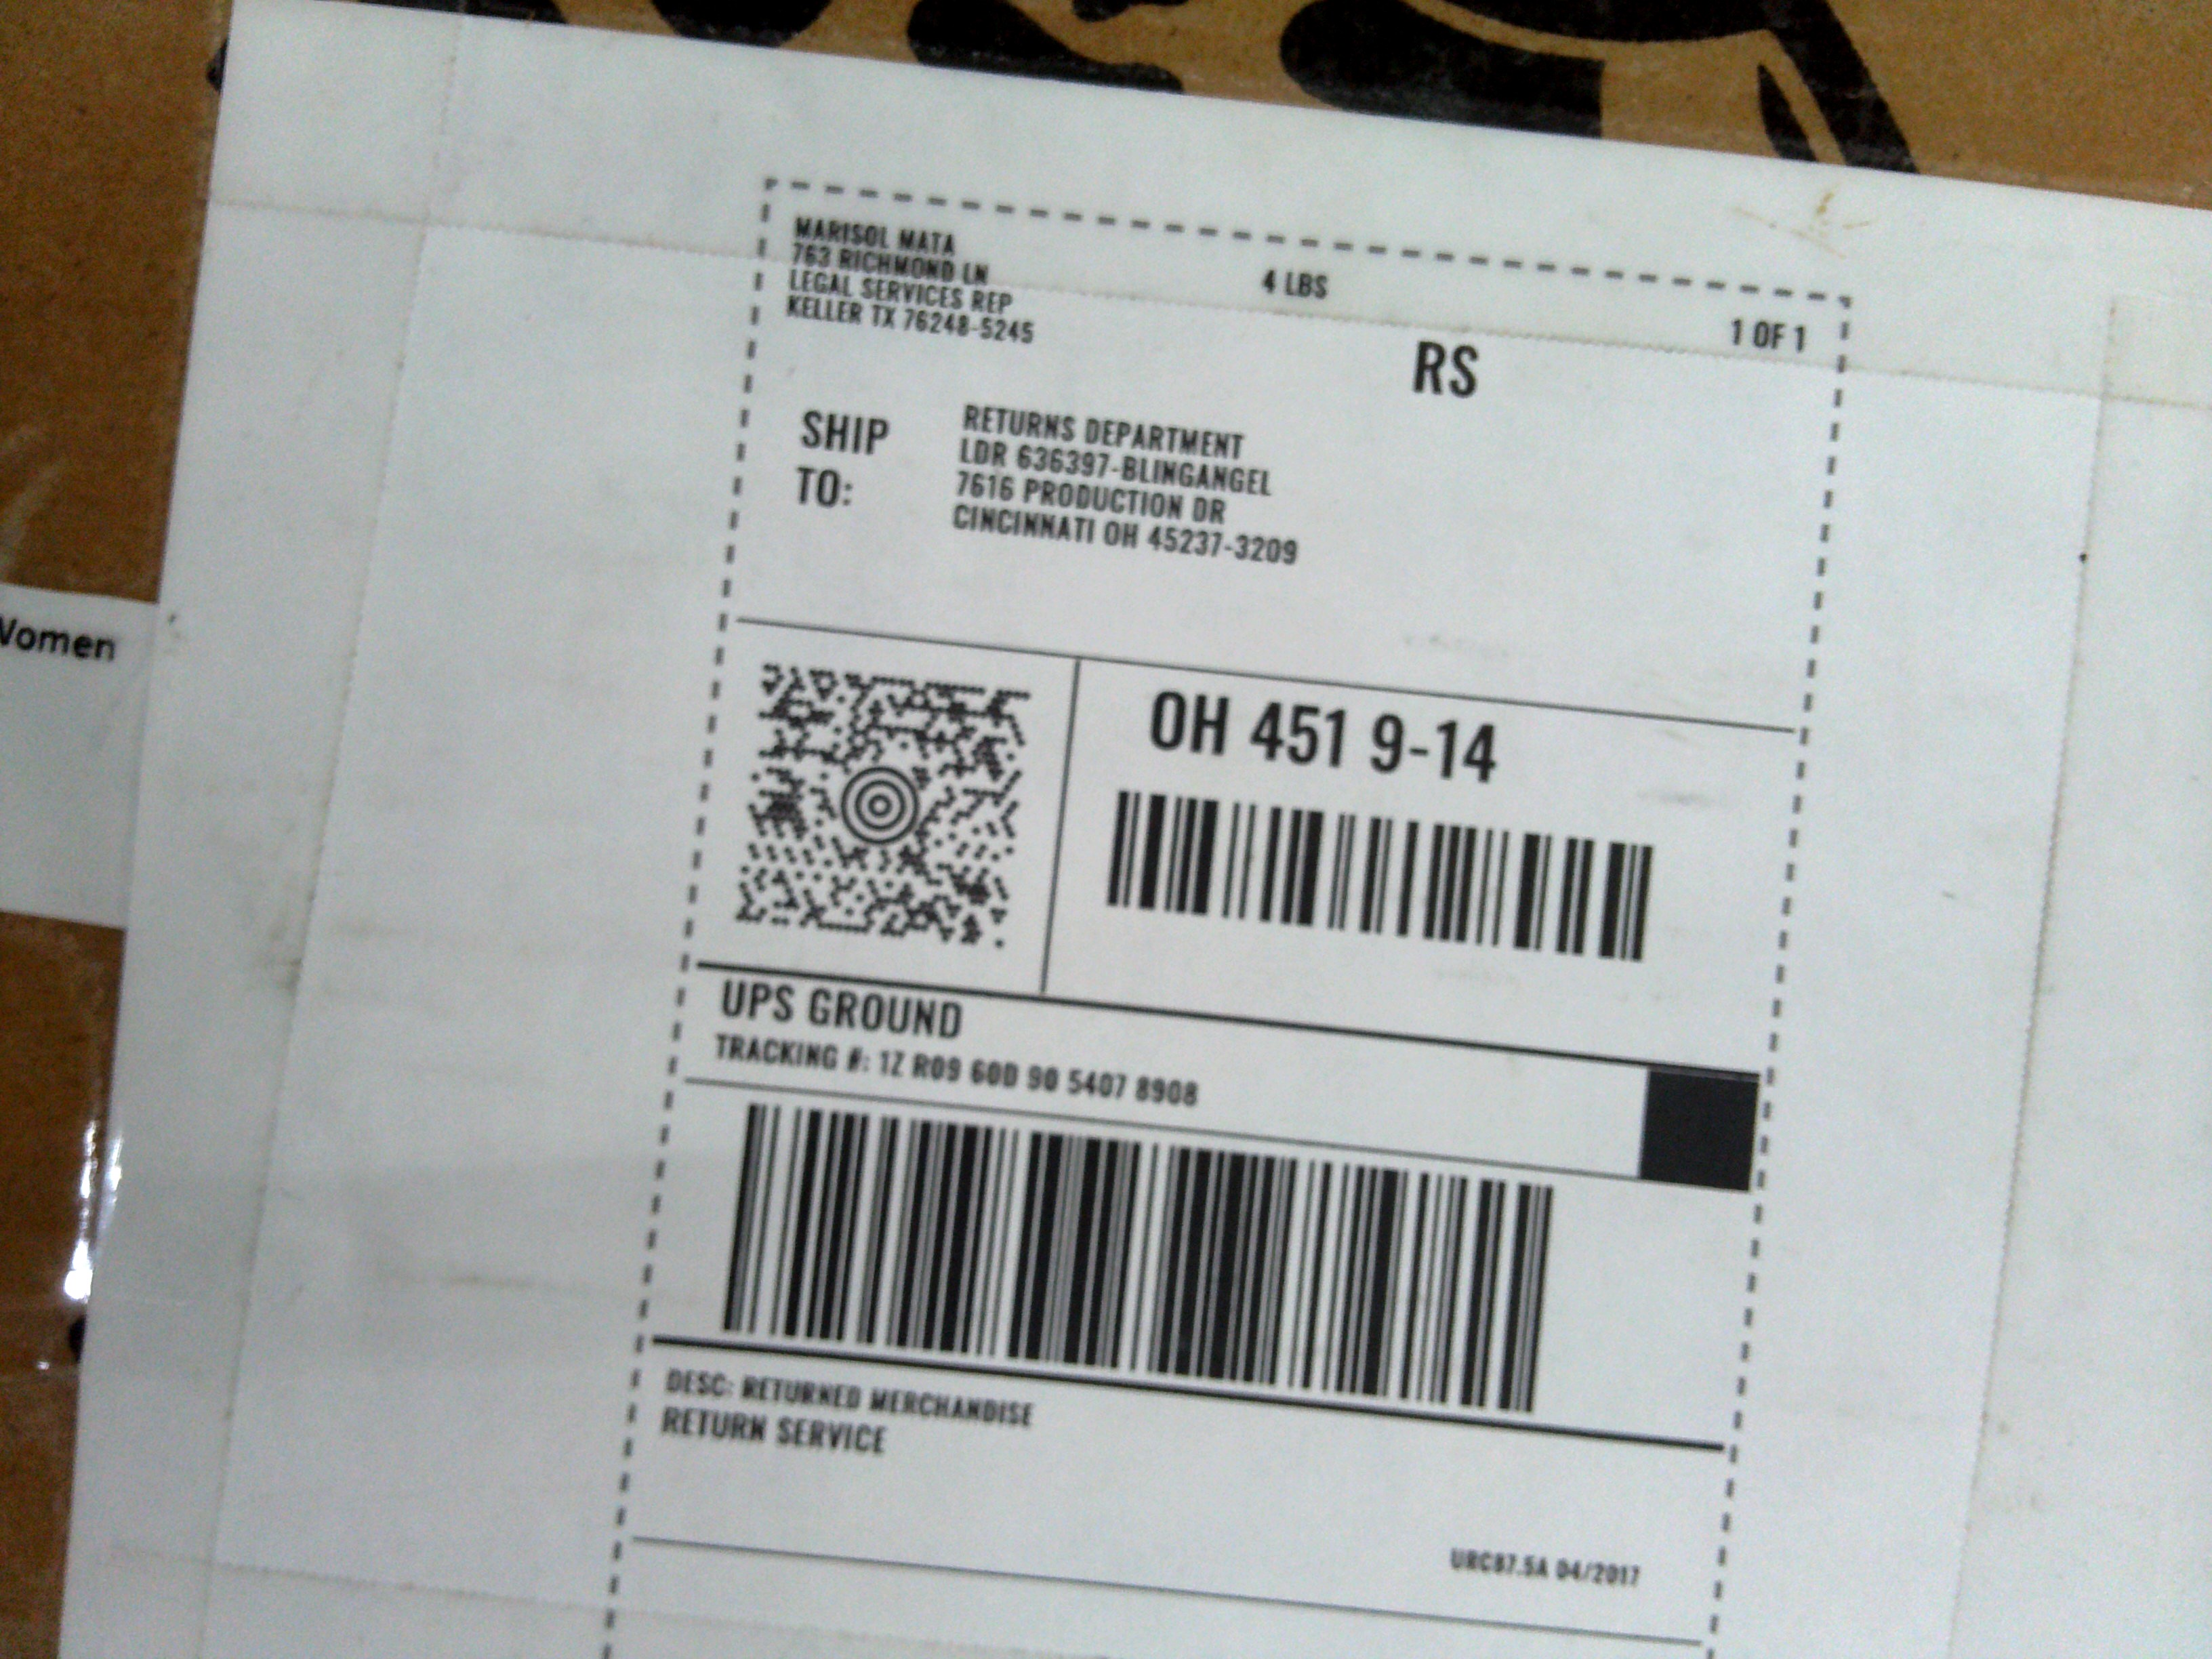 MARISOL MATA
763 RICHMOND LN
LEGAL SERVICES REP
KELLER TX 76248-5245
4 LBS
1 OF 1
RS
SHIP
TO:
RETURNS DEPARTMENT
LDR 636397-BLINGANGEL
7616 PRODUCTION DR
CINCINNATI OH 45237-3209
Women
OH 451 9-14
UPS GROUND
TRACKING #: 1Z R09 60D 90 5407 8908
DESC: RETURNED MERCHANDISE
RETURN SERVICE
URC87.5A 04/2017